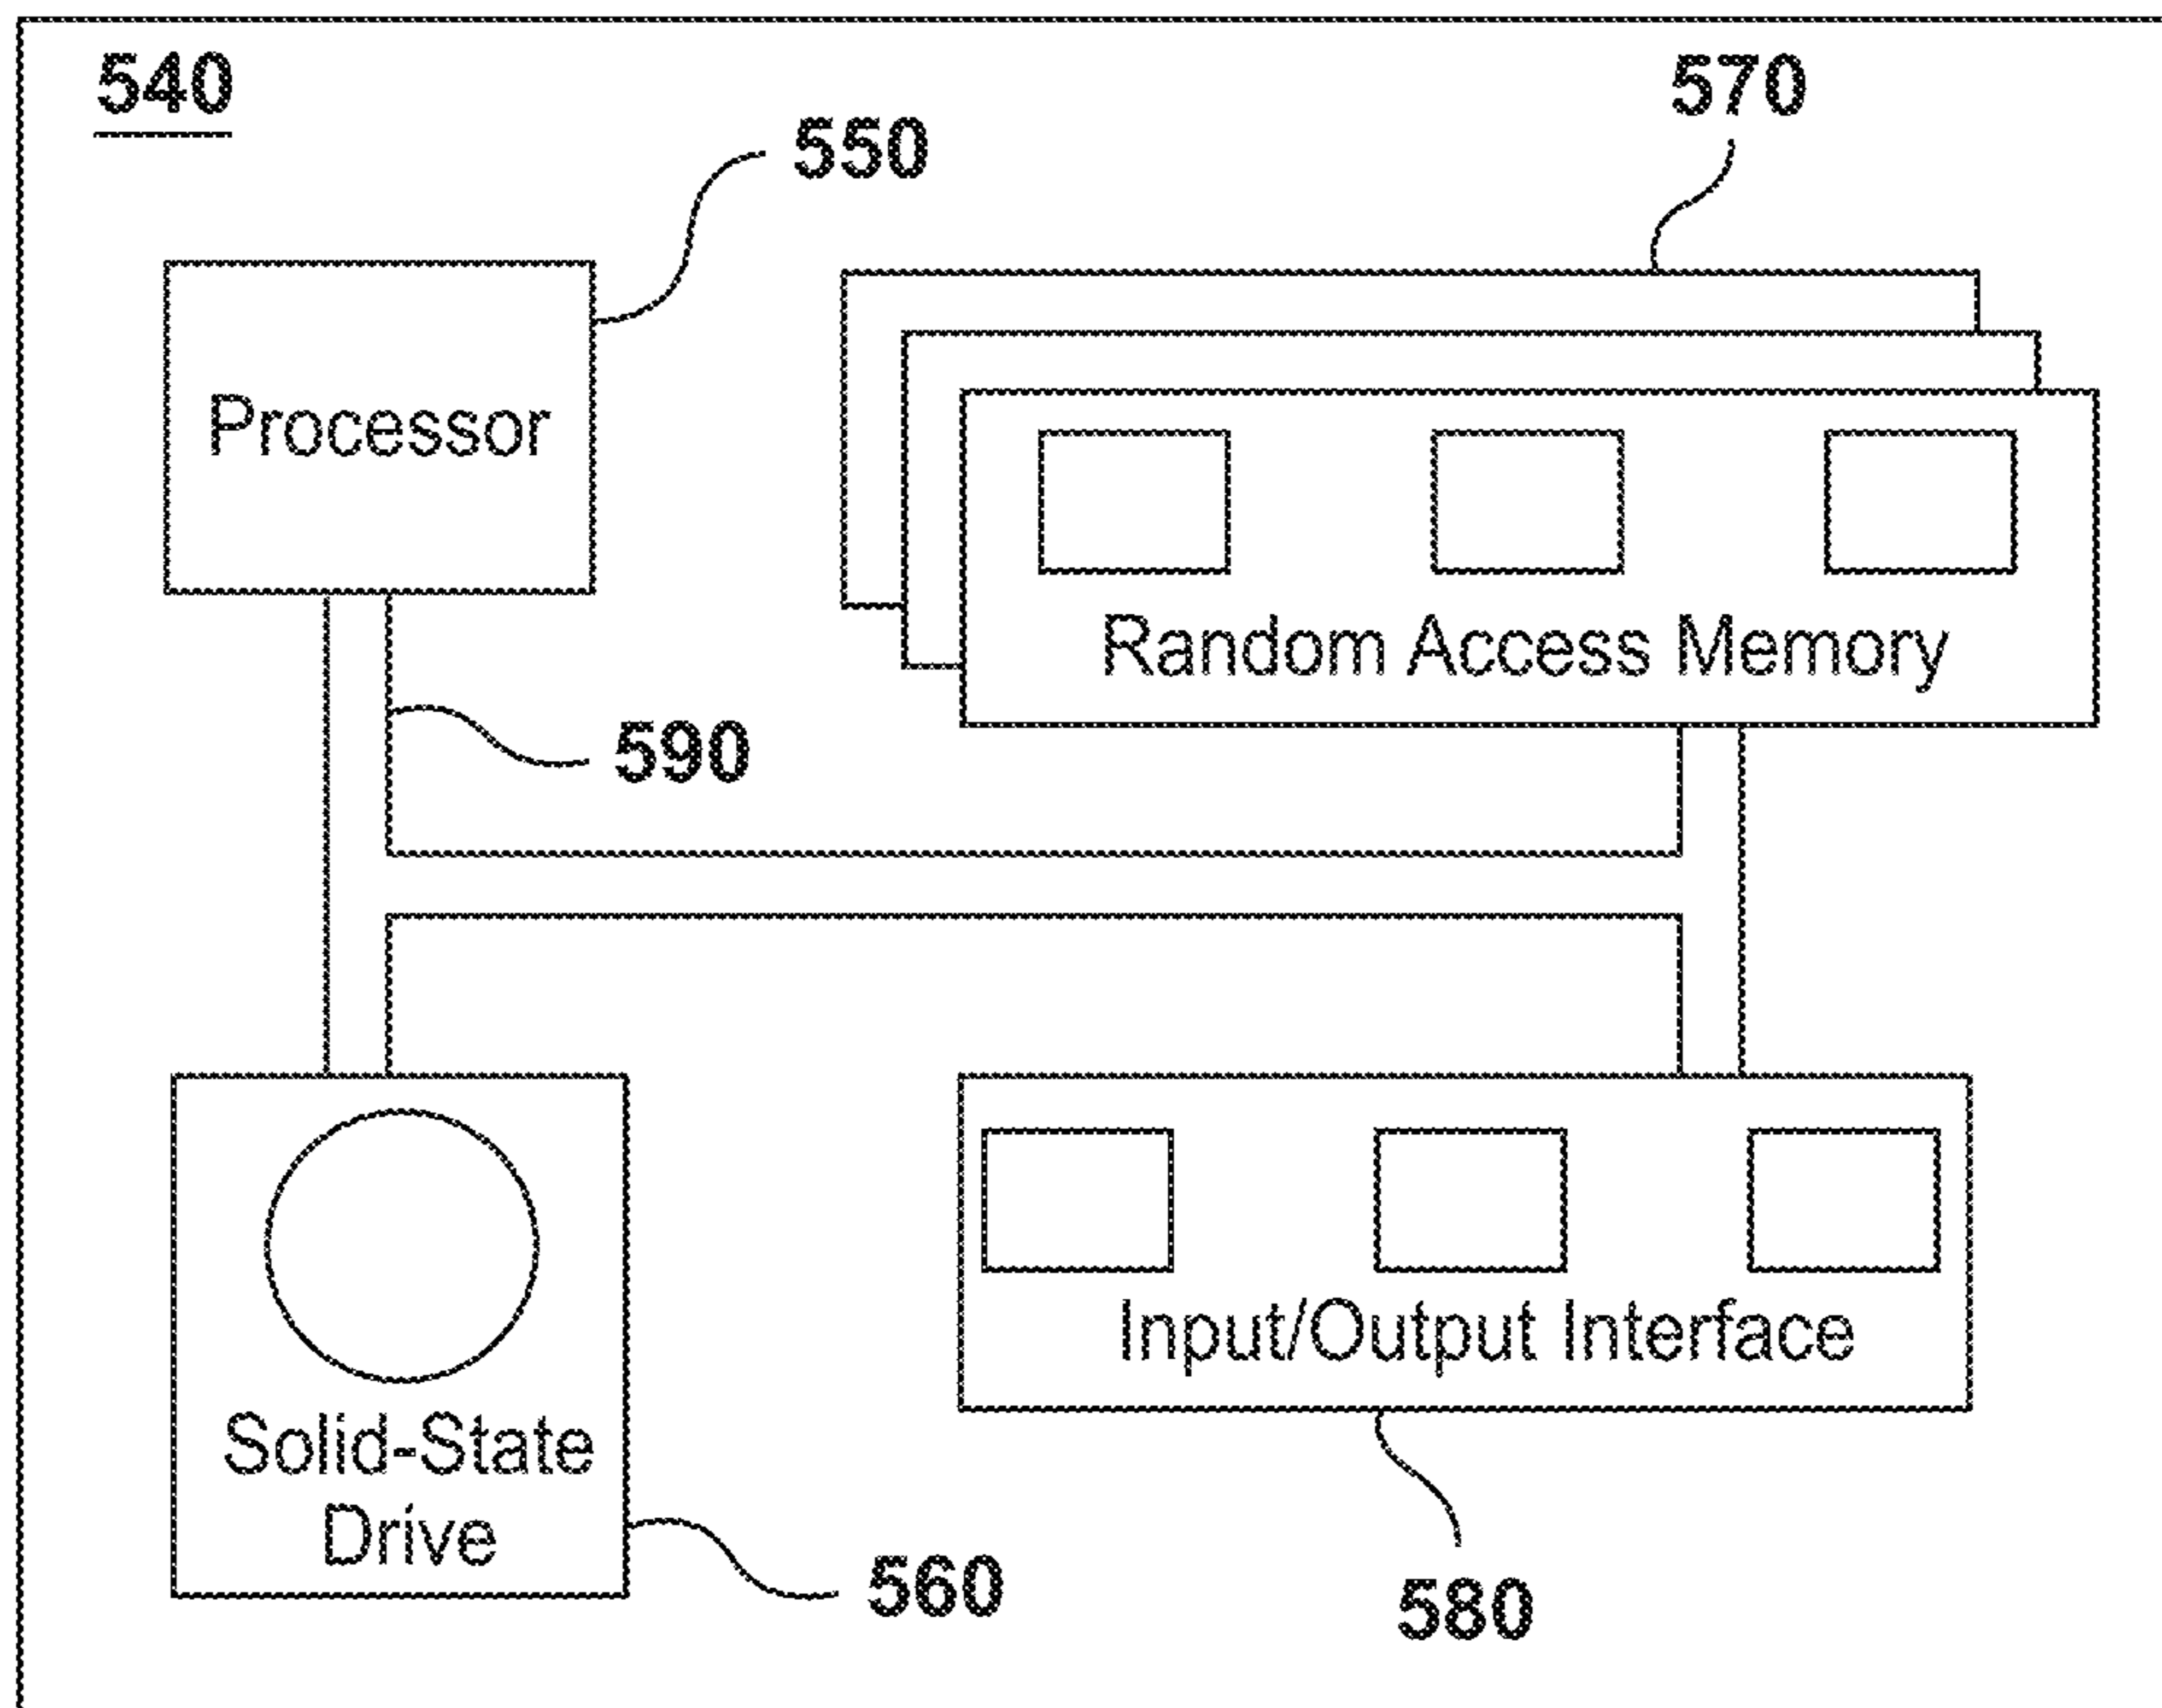 540
570
550
Processor
Random Access Memory
590
Input/Output Interface
Solid-State
Drive
560
580